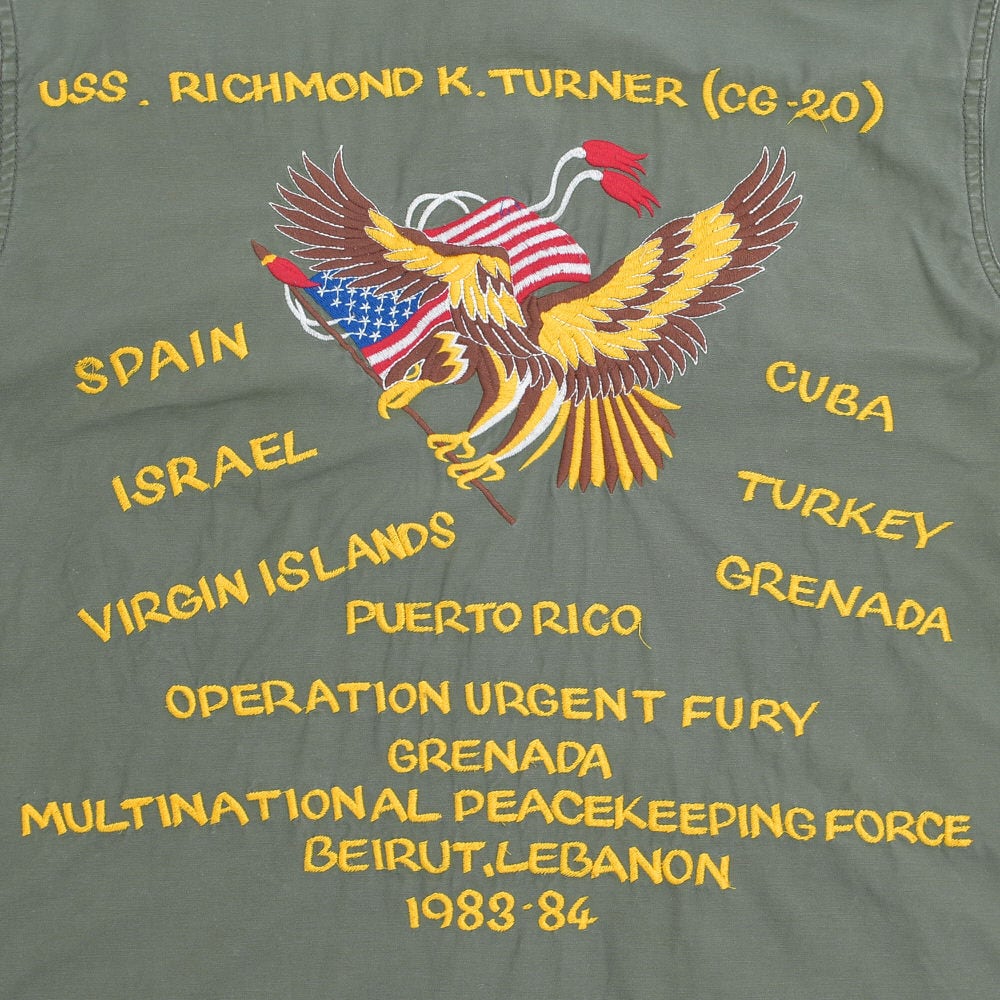 USS. RICHMOND K. TURNER (CG-20)
SPAIN
CUBA
ISRAEL
TURKEY
VIRGIN ISLANDS
GRENADA
PUERTO RICO
OPERATION URGENT FURY
GRENADA
MULTINATIONAL PEACEKEEPING FORCE
BEIRUT, LEBANON
1983-84